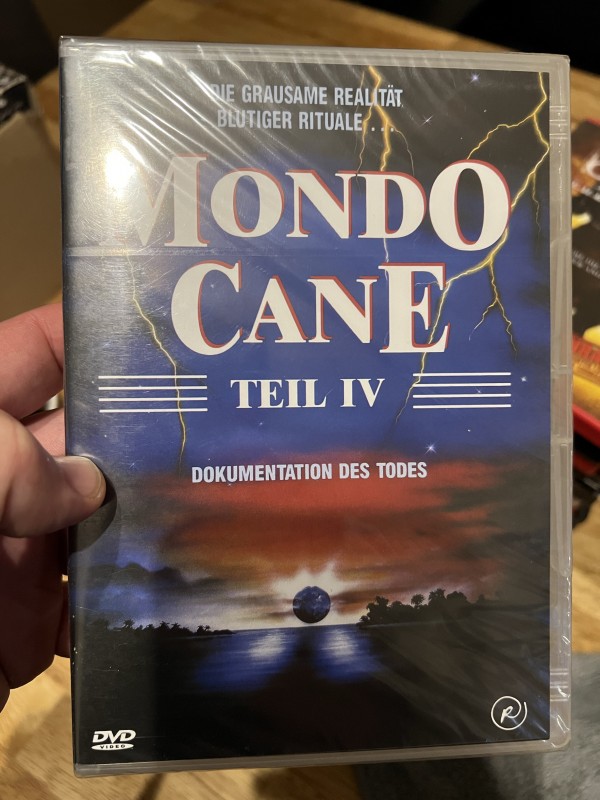 DIE GRAUSAME REALITÄT
BLUTIGER RITUALE . . .
MONDO
CANE
TEIL IV
DOKUMENTATION DES TODES
DVD
VIDEO
R